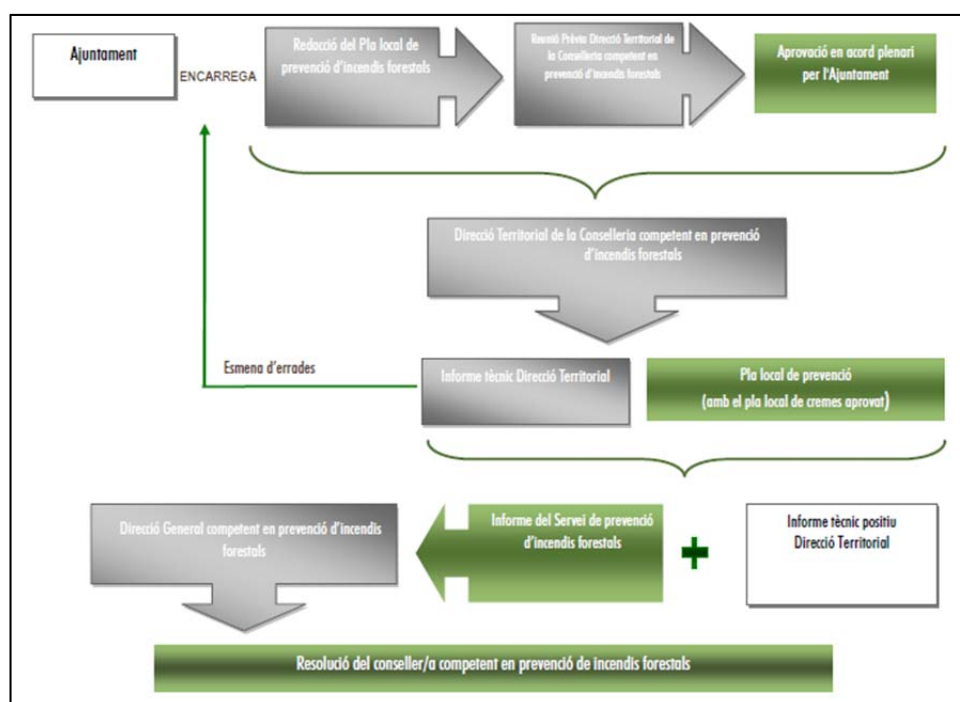 Ajuntament
ENCARREGA
Redacció del Pla local de
prevenció d'incendis forestals
Reunió Prèvia Direcció Territorial de
la Conselleria competent en
prevenció d'incendis forestals
Aprovació en acord plenari
per l'Ajuntament
Direcció Territorial de la Conselleria competent en prevenció
d'incendis forestals
Esmena d'errades
Informe tècnic Direcció Territorial
Pla local de prevenció
(amb el pla local de cremes aprovat)
Direcció General competent en prevenció d'incendis
forestals
Informe del Servei de prevenció
d'incendis forestals
Informe tècnic positiu
Direcció Territorial
Resolució del conseller/a competent en prevenció de incendis forestals